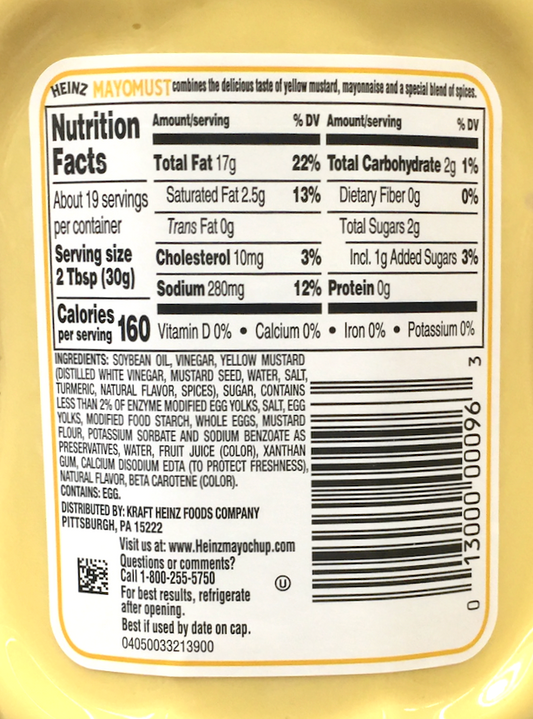 HEINZ MAYOMUST combines the delicious taste of yellow mustard, mayonnaise and a special blend of spices.
Nutrition
Facts
About 19 servings
per container
Serving size
2 Tbsp (30g)
Calories
per serving 160
Amount/serving % DV
Total Fat 17g 22%
Saturated Fat 2.5g 13%
Trans Fat 0g
Cholesterol 10mg 3%
Sodium 280mg 12%
Amount/serving % DV
Total Carbohydrate 2g 1%
Dietary Fiber 0g 0%
Total Sugars 2g
Incl. 1g Added Sugars 3%
Protein 0g
Vitamin D 0% • Calcium 0% • Iron 0% • Potassium 0%
INGREDIENTS: SOYBEAN OIL, VINEGAR, YELLOW MUSTARD
(DISTILLED WHITE VINEGAR, MUSTARD SEED, WATER, SALT,
TURMERIC, NATURAL FLAVOR, SPICES), SUGAR, CONTAINS
LESS THAN 2% OF ENZYME MODIFIED EGG YOLKS, SALT, EGG
YOLKS, MODIFIED FOOD STARCH, WHOLE EGGS, MUSTARD
FLOUR, POTASSIUM SORBATE AND SODIUM BENZOATE AS
PRESERVATIVES, WATER, FRUIT JUICE (COLOR), XANTHAN
GUM, CALCIUM DISODIUM EDTA (TO PROTECT FRESHNESS),
NATURAL FLAVOR, BETA CAROTENE (COLOR).
CONTAINS: EGG.
DISTRIBUTED BY: KRAFT HEINZ FOODS COMPANY
PITTSBURGH, PA 15222
Visit us at: www.Heinzmayochup.com
Questions or comments?
Call 1-800-255-5750
For best results, refrigerate
after opening.
Best if used by date on cap.
04050033213900
U
0 13000 00096 3